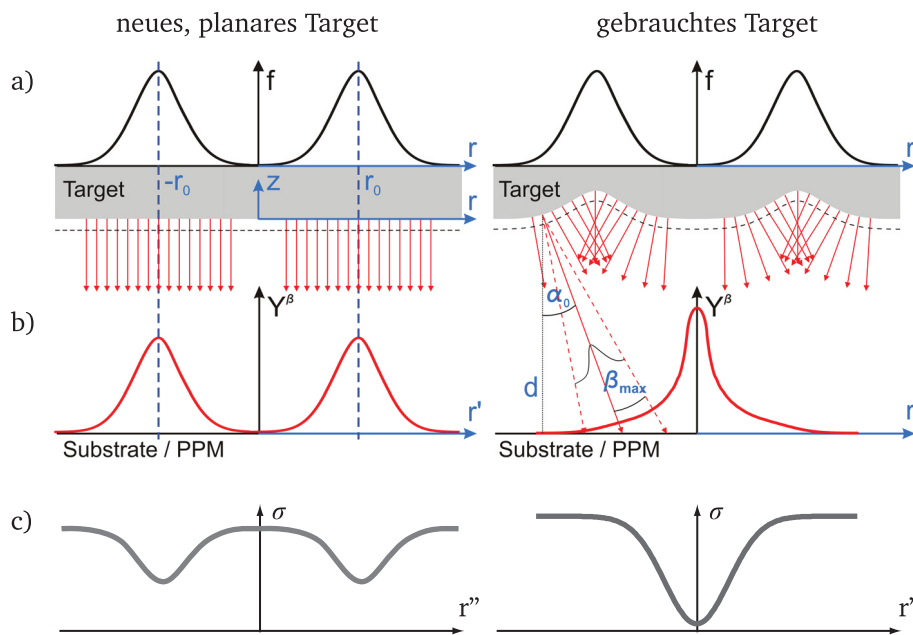 neues, planares Target
gebrauchtes Target
a)
f
r
f
r
Target
-r₀
z
r₀
r
Target
b)
Yᵝ
α₀
Yᵝ
d
βmax
r'
r
Substrate / PPM
Substrate / PPM
c)
σ
σ
r''
r'